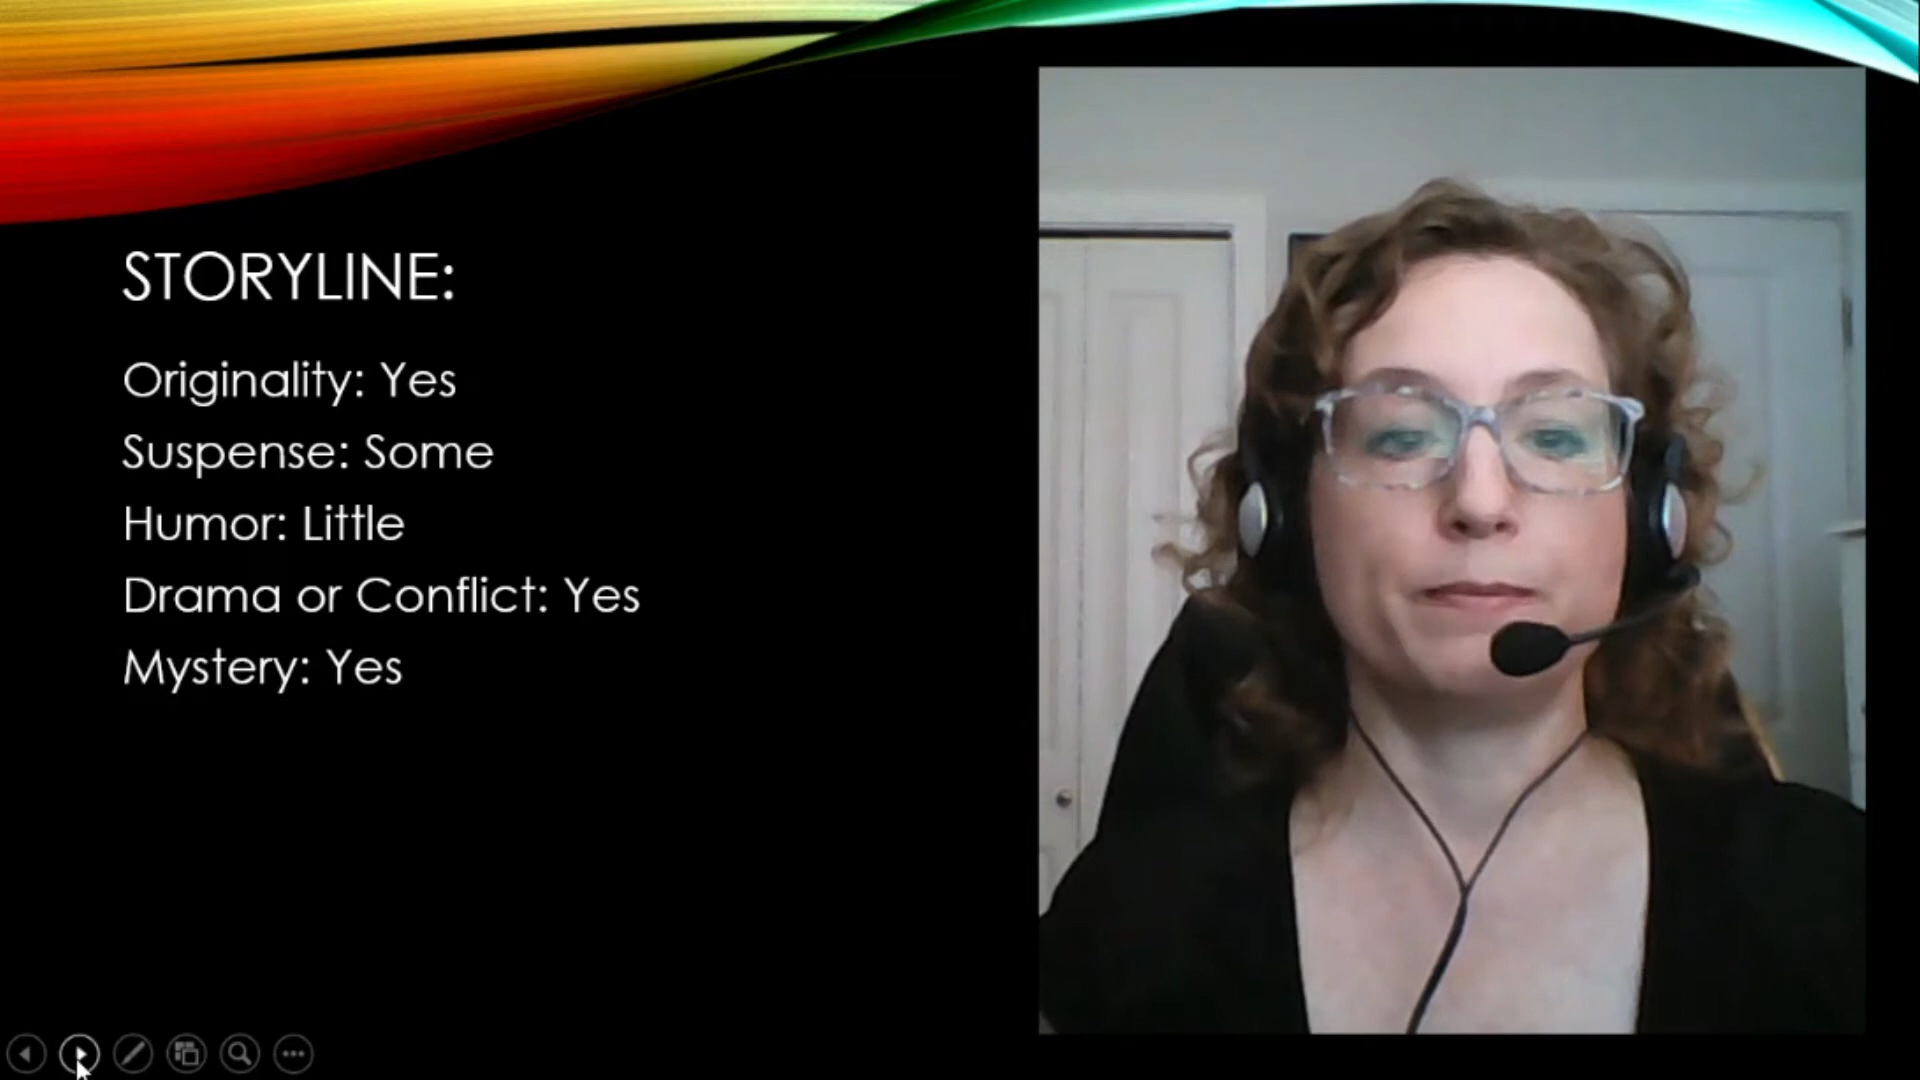 STORYLINE:
Originality: Yes
Suspense: Some
Humor: Little
Drama or Conflict: Yes
Mystery: Yes